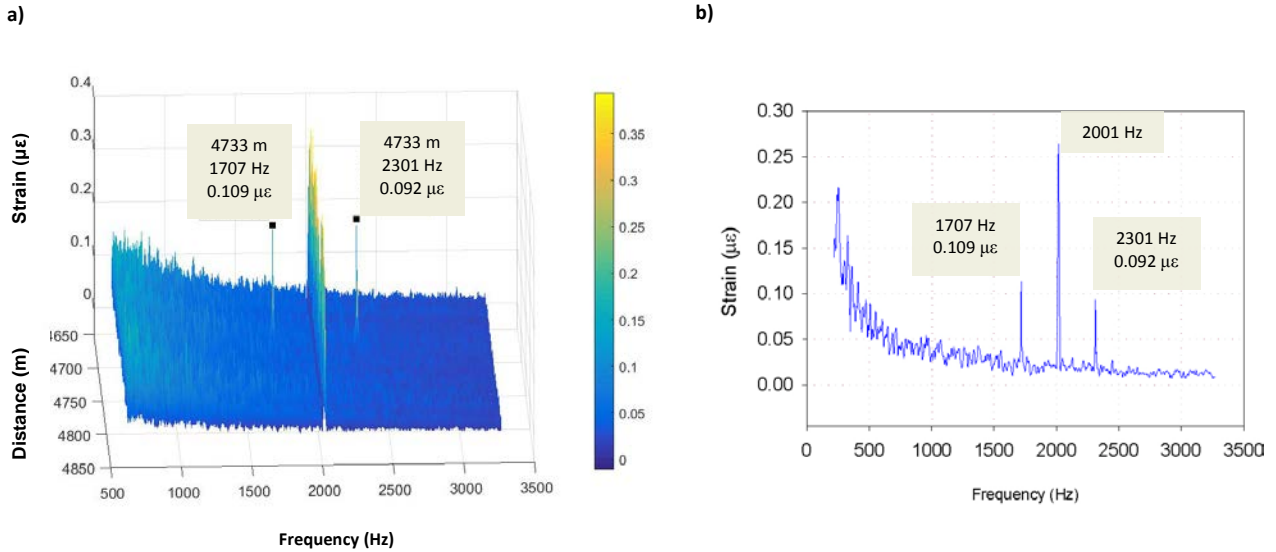 a)
0.4
0.3
0.2
0.1
0
Strain (με)
4733 m
1707 Hz
0.109 με
4733 m
2301 Hz
0.092 με
4650
4700
4750
4800
4850
Distance (m)
500
1000
1500
2000
2500
3000
3500
Frequency (Hz)
0.35
0.3
0.25
0.2
0.15
0.1
0.05
0
b)
0.30
0.25
0.20
0.15
0.10
0.05
0.00
Strain (με)
2001 Hz
1707 Hz
0.109 με
2301 Hz
0.092 με
0
500
1000
1500
2000
2500
3000
3500
Frequency (Hz)